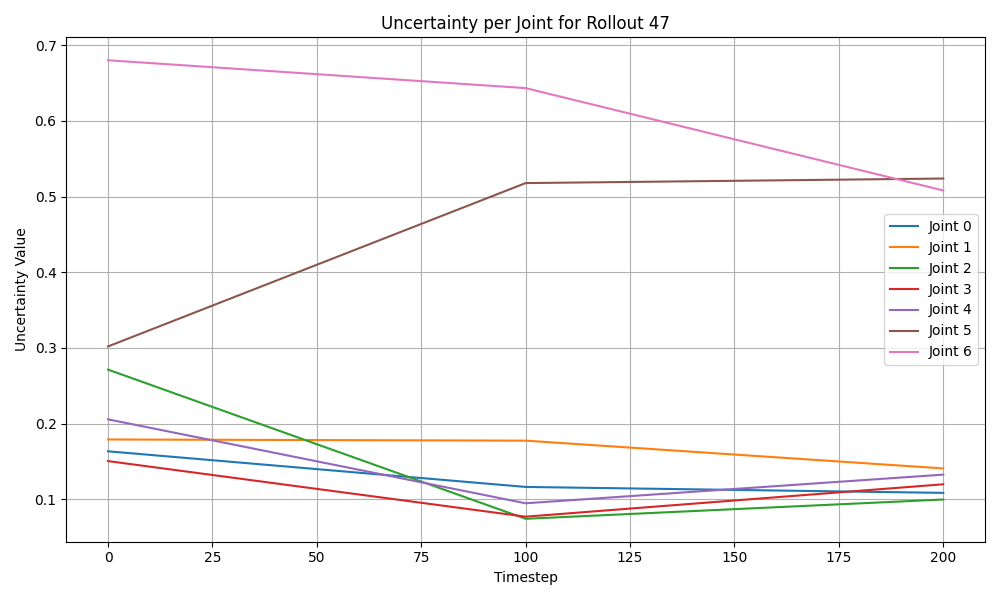 Uncertainty per Joint for Rollout 47
Uncertainty Value
0.7
0.6
0.5
0.4
0.3
0.2
0.1
Joint 0
Joint 1
Joint 2
Joint 3
Joint 4
Joint 5
Joint 6
0 25 50 75 100 125 150 175 200
Timestep